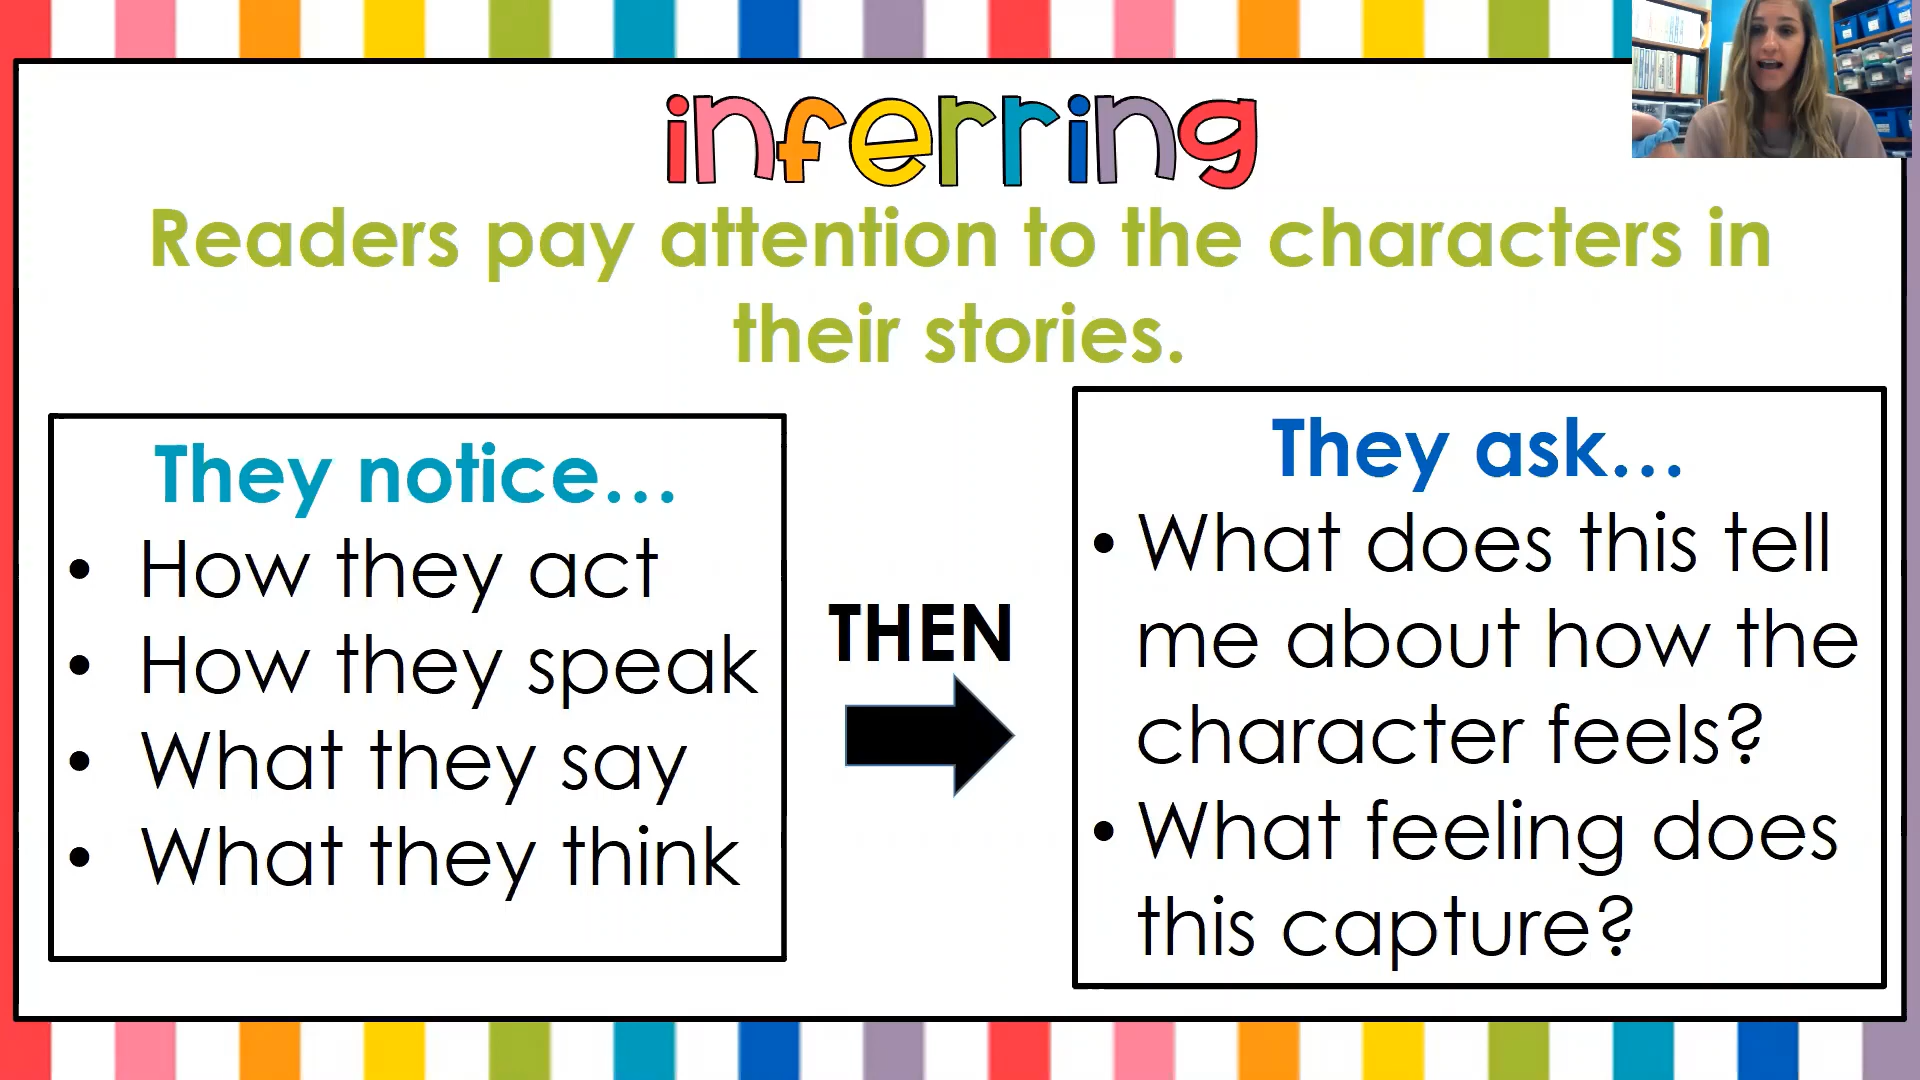 inferring
Readers pay attention to the characters in
their stories.
They notice...
• How they act
• How they speak
• What they say
• What they think
THEN
They ask...
• What does this tell
me about how the
character feels?
• What feeling does
this capture?